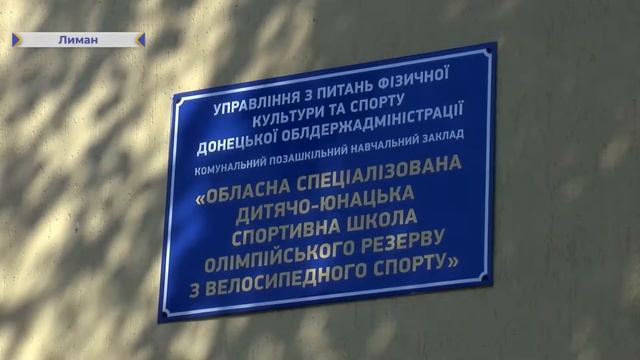 Лиман
УПРАВЛІННЯ З ПИТАНЬ ФІЗИЧНОЇ
КУЛЬТУРИ ТА СПОРТУ
ДОНЕЦЬКОЇ ОБЛДЕРЖАДМІНІСТРАЦІЇ
КОМУНАЛЬНИЙ ПОЗАШКІЛЬНИЙ НАВЧАЛЬНИЙ ЗАКЛАД
«ОБЛАСНА СПЕЦІАЛІЗОВАНА
ДИТЯЧО-ЮНАЦЬКА
СПОРТИВНА ШКОЛА
ОЛІМПІЙСЬКОГО РЕЗЕРВУ
З ВЕЛОСИПЕДНОГО СПОРТУ»